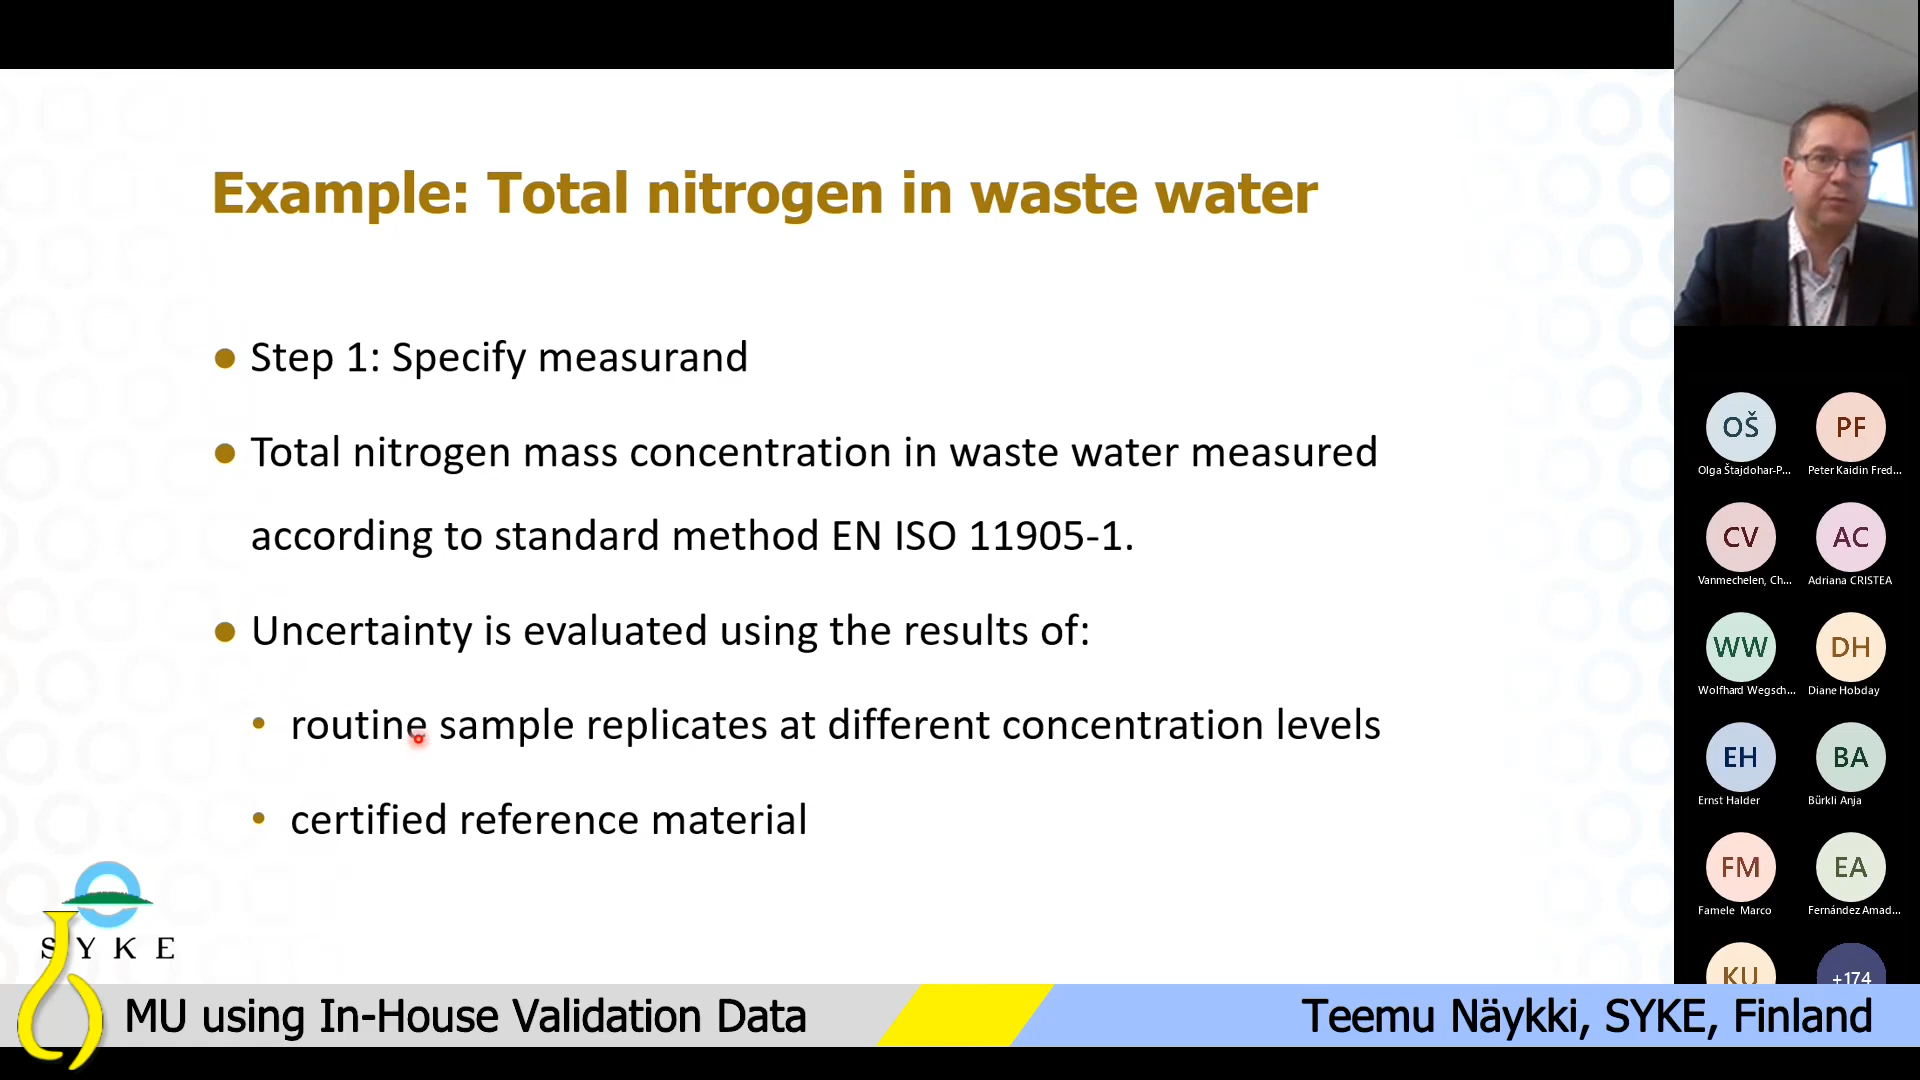 Example: Total nitrogen in waste water
Step 1: Specify measurand
Total nitrogen mass concentration in waste water measured
according to standard method EN ISO 11905-1.
Uncertainty is evaluated using the results of:
routine sample replicates at different concentration levels
certified reference material
SYKE
MU using In-House Validation Data
Teemu Näykki, SYKE, Finland
OŠ
Olga Štajdohar-P...
PF
Peter Kaidin Fred...
CV
Vanmechelen, Ch...
AC
Adriana CRISTEA
WW
Wolfhard Wegsch...
DH
Diane Hobday
EH
Ernst Halder
BA
Bürkli Anja
FM
Famele Marco
EA
Fernández Amad...
KU
+174